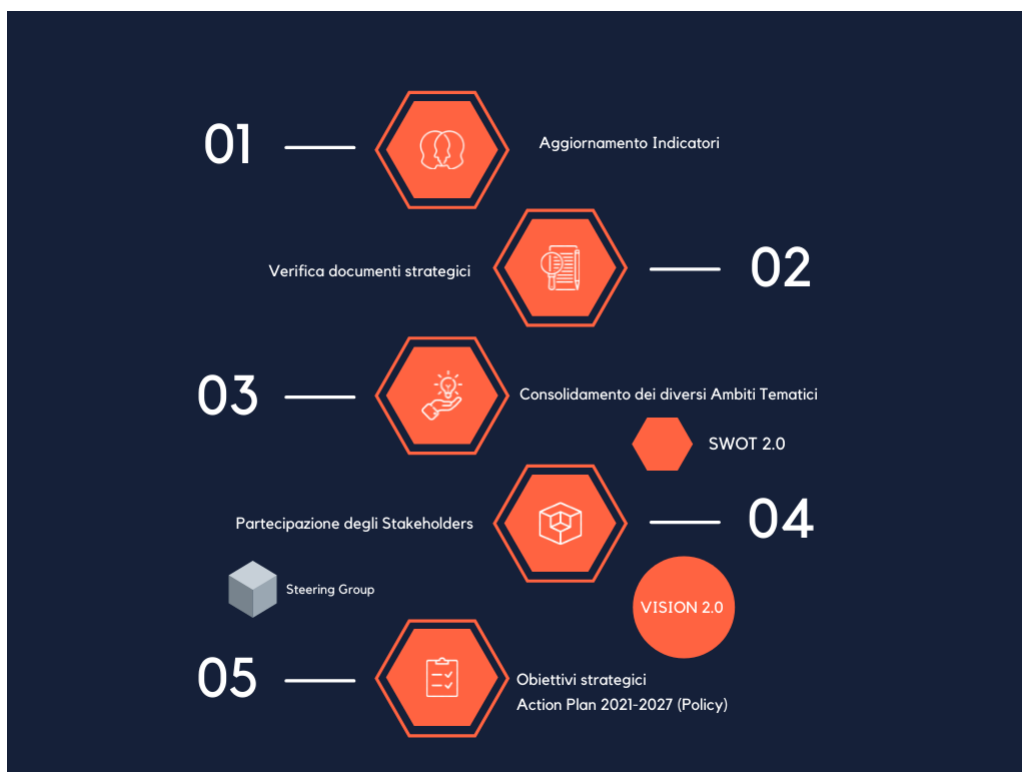 01
Aggiornamento Indicatori
Verifica documenti strategici
02
03
Consolidamento dei diversi Ambiti Tematici
SWOT 2.0
Partecipazione degli Stakeholders
04
Steering Group
VISION 2.0
05
Obiettivi strategici
Action Plan 2021-2027 (Policy)